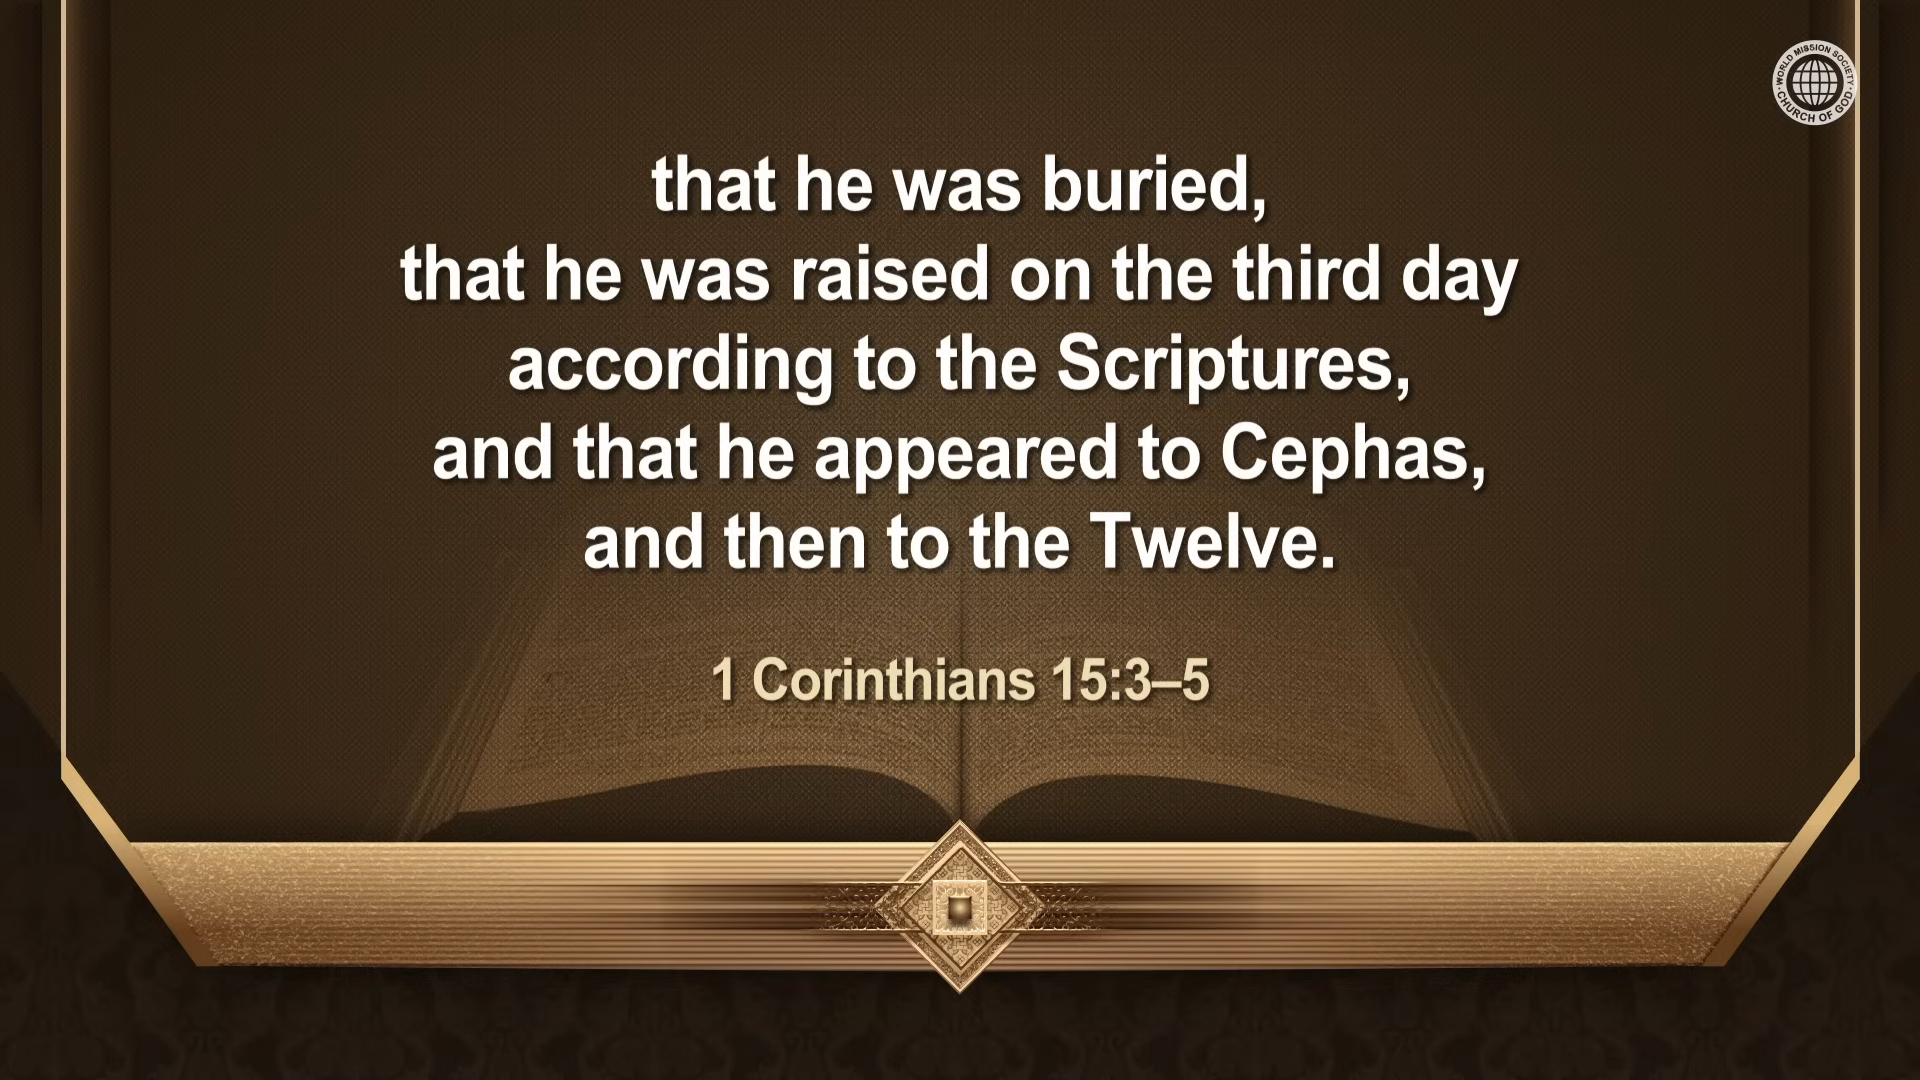 WORLD MISSION SOCIETY
CHURCH OF GOD
that he was buried,
that he was raised on the third day
according to the Scriptures,
and that he appeared to Cephas,
and then to the Twelve.
1 Corinthians 15:3–5